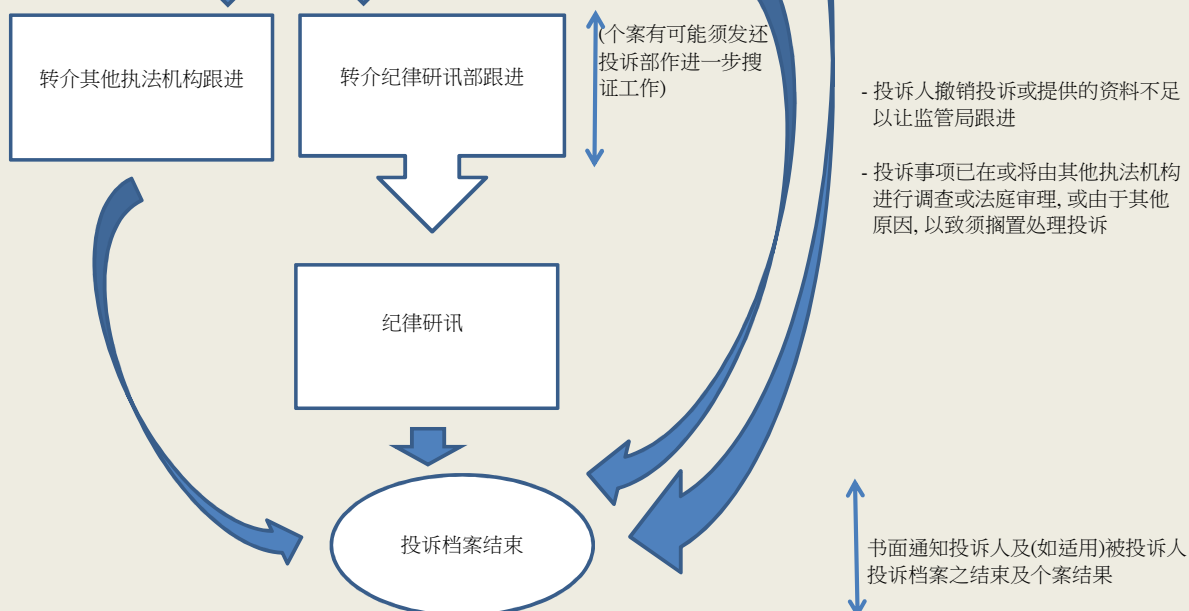 转介其他执法机构跟进
转介纪律研讯部跟进
(个案有可能须发还
投诉部作进一步搜
证工作)
- 投诉人撤销投诉或提供的资料不足
以让监管局跟进
- 投诉事项已在或将由其他执法机构
进行调查或法庭审理, 或由于其他
原因, 以致须搁置处理投诉
纪律研讯
投诉档案结束
书面通知投诉人及(如适用)被投诉人
投诉档案之结束及个案结果